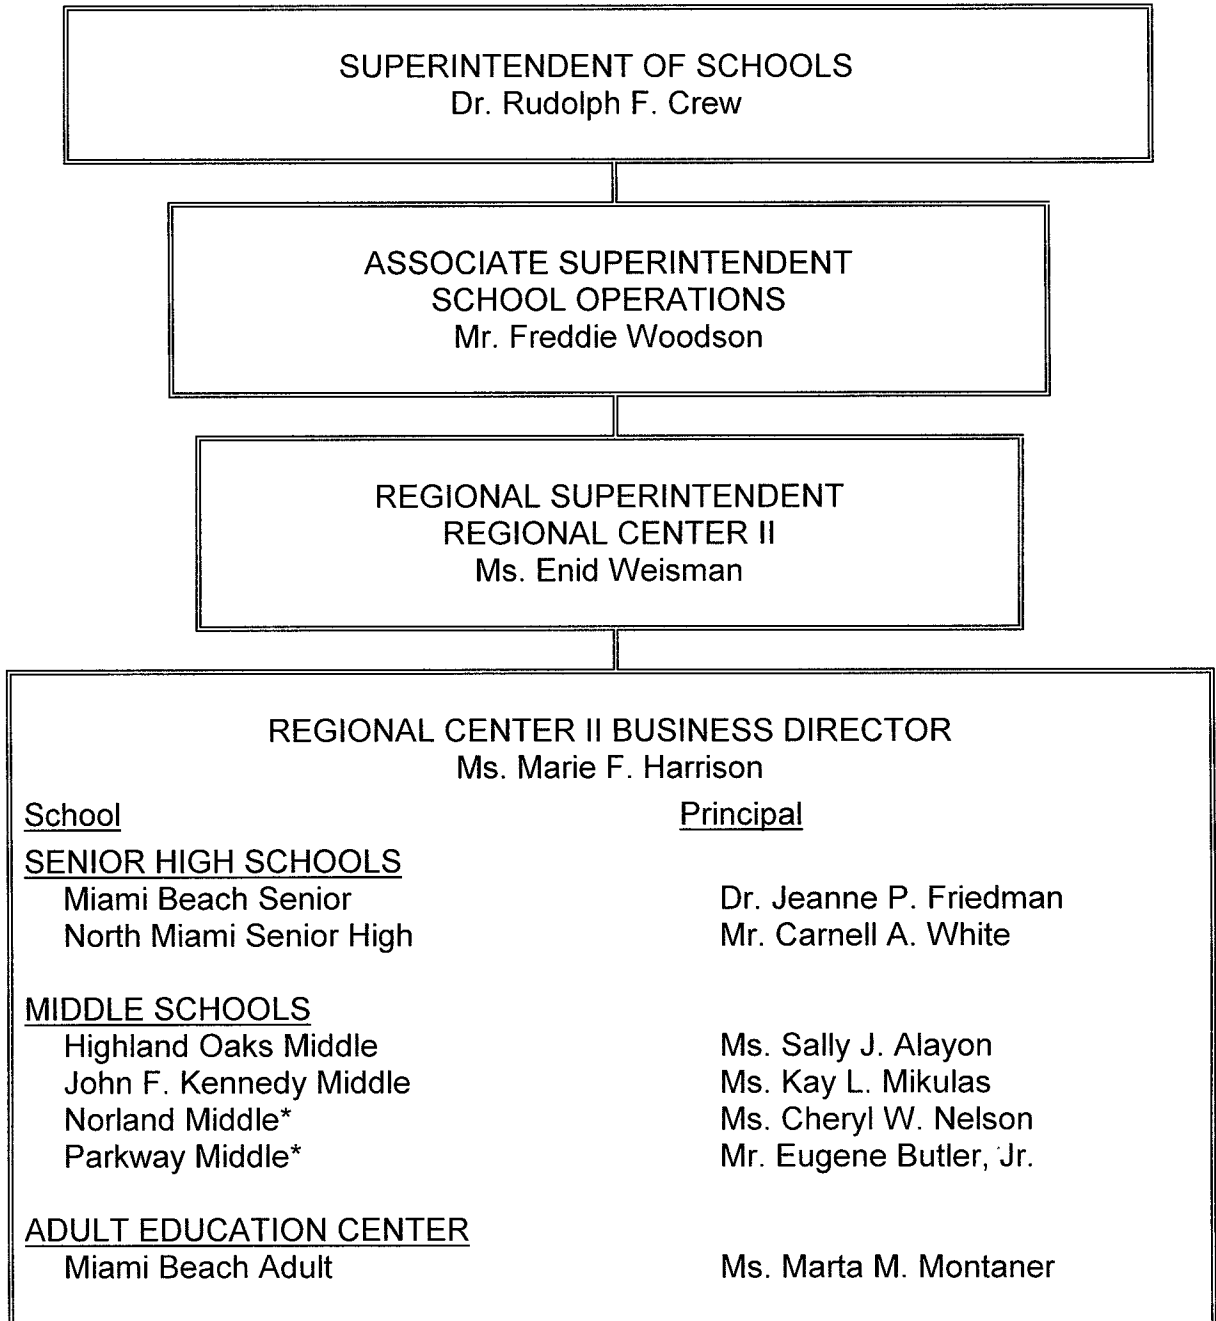 SUPERINTENDENT OF SCHOOLS
Dr. Rudolph F. Crew
ASSOCIATE SUPERINTENDENT
SCHOOL OPERATIONS
Mr. Freddie Woodson
REGIONAL SUPERINTENDENT
REGIONAL CENTER II
Ms. Enid Weisman
REGIONAL CENTER II BUSINESS DIRECTOR
Ms. Marie F. Harrison
School Principal
SENIOR HIGH SCHOOLS
Miami Beach Senior Dr. Jeanne P. Friedman
North Miami Senior High Mr. Carnell A. White
MIDDLE SCHOOLS
Highland Oaks Middle Ms. Sally J. Alayon
John F. Kennedy Middle Ms. Kay L. Mikulas
Norland Middle* Ms. Cheryl W. Nelson
Parkway Middle* Mr. Eugene Butler, Jr.
ADULT EDUCATION CENTER
Miami Beach Adult Ms. Marta M. Montaner